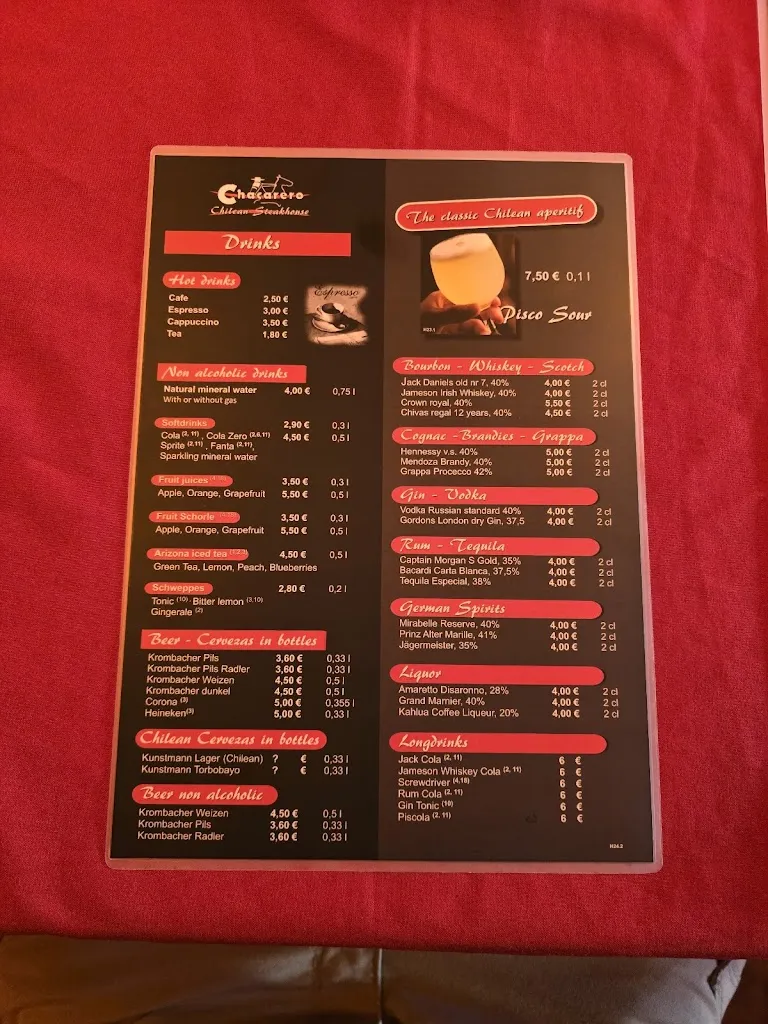 Chacarero
Chilean Steakhouse
Drinks
Hot drinks
Espresso
Cafe 2,50 €
Espresso 3,00 €
Cappuccino 3,50 €
Tea 1,80 €
Non alcoholic drinks
Natural mineral water 4,00 € 0,75 l
With or without gas
Softdrinks 2,90 € 0,3 l
Cola (2, 11) , Cola Zero (2,6,11) 4,50 € 0,5 l
Sprite (2,11) , Fanta (2,11),
Sparkling mineral water
Fruit juices 3,50 € 0,3 l
Apple, Orange, Grapefruit 5,50 € 0,5 l
Fruit Schorle 3,50 € 0,3 l
Apple, Orange, Grapefruit 5,50 € 0,5 l
Arizona iced tea (1,2,3) 4,50 € 0,5 l
Green Tea, Lemon, Peach, Blueberries
Schweppes 2,80 € 0,2 l
Tonic (10) , Bitter lemon (3,10)
Gingerale (2)
Beer - Cervezas in bottles
Krombacher Pils 3,60 € 0,33 l
Krombacher Pils Radler 3,60 € 0,33 l
Krombacher Weizen 4,50 € 0,5 l
Krombacher dunkel 4,50 € 0,5 l
Corona (3) 5,00 € 0,355 l
Heineken(3) 5,00 € 0,33 l
Chilean Cervezas in bottles
Kunstmann Lager (Chilean) ? € 0,33 l
Kunstmann Torbobayo ? € 0,33 l
Beer non alcoholic
Krombacher Weizen 4,50 € 0,5 l
Krombacher Pils 3,60 € 0,33 l
Krombacher Radler 3,60 € 0,33 l
The classic Chilean aperitif
7,50 € 0,1 l
Pisco Sour
H23.1
Bourbon - Whiskey - Scotch
Jack Daniels old nr 7, 40% 4,00 € 2 cl
Jameson Irish Whiskey, 40% 4,00 € 2 cl
Crown royal, 40% 5,50 € 2 cl
Chivas regal 12 years, 40% 4,50 € 2 cl
Cognac -Brandies - Grappa
Hennessy v.s. 40% 5,00 € 2 cl
Mendoza Brandy, 40% 5,00 € 2 cl
Grappa Procecco 42% 5,00 € 2 cl
Gin - Vodka
Vodka Russian standard 40% 4,00 € 2 cl
Gordons London dry Gin, 37,5 4,00 € 2 cl
Rum - Tequila
Captain Morgan S Gold, 35% 4,00 € 2 cl
Bacardi Carta Blanca, 37,5% 4,00 € 2 cl
Tequila Especial, 38% 4,00 € 2 cl
German Spirits
Mirabelle Reserve, 40% 4,00 € 2 cl
Prinz Alter Marille, 41% 4,00 € 2 cl
Jägermeister, 35% 4,00 € 2 cl
Liquor
Amaretto Disaronno, 28% 4,00 € 2 cl
Grand Marnier, 40% 4,00 € 2 cl
Kahlua Coffee Liqueur, 20% 4,00 € 2 cl
Longdrinks
Jack Cola (2, 11) 6 €
Jameson Whiskey Cola (2, 11) 6 €
Screwdriver (4,15) 6 €
Rum Cola (2, 11) 6 €
Gin Tonic (10) 6 €
Piscola (2, 11) 6 €
H24.2